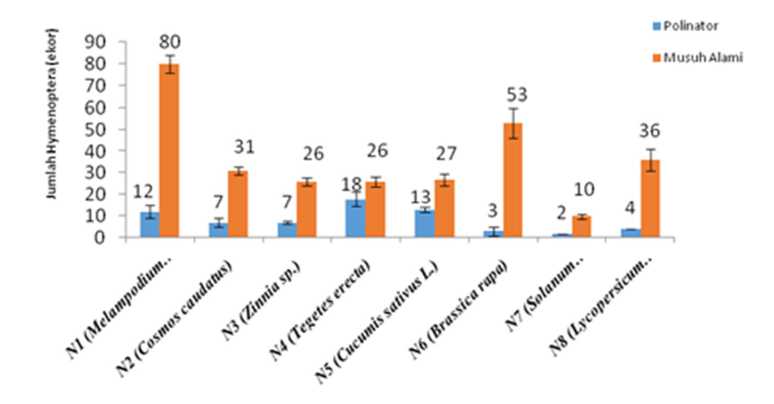 Jumlah Hymenoptera (ekor)
90
80
70
60
50
40
30
20
10
0
Polinator
Musuh Alami
12
80
7
31
7
26
18
26
13
27
3
53
2
10
4
36
N1 (Melampodium..
N2 (Cosmos caudatus)
N3 (Zinnia sp.)
N4 (Tegetes erecta)
N5 (Cucumis sativus L.)
N6 (Brassica rapa)
N7 (Solanum..
N8 (Lycopersicum..